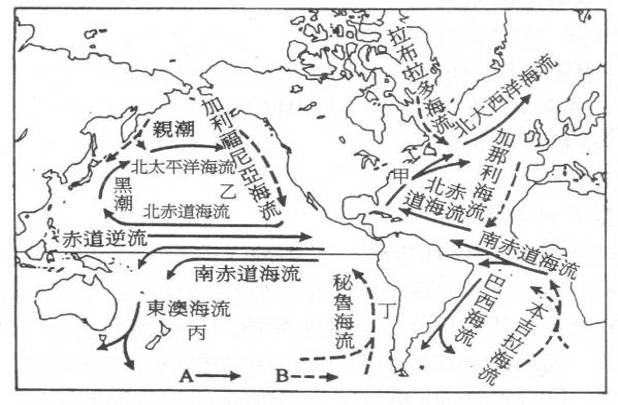 拉布拉多海流
北大西洋海流
加利福尼亞海流
親潮
北太平洋海流
黑潮
乙
北赤道海流
赤道逆流
甲
加那利海流
北赤道海流
南赤道海流
南赤道海流
東澳海流
丙
秘魯海流
丁
巴西海流
本吉拉海流
A
B